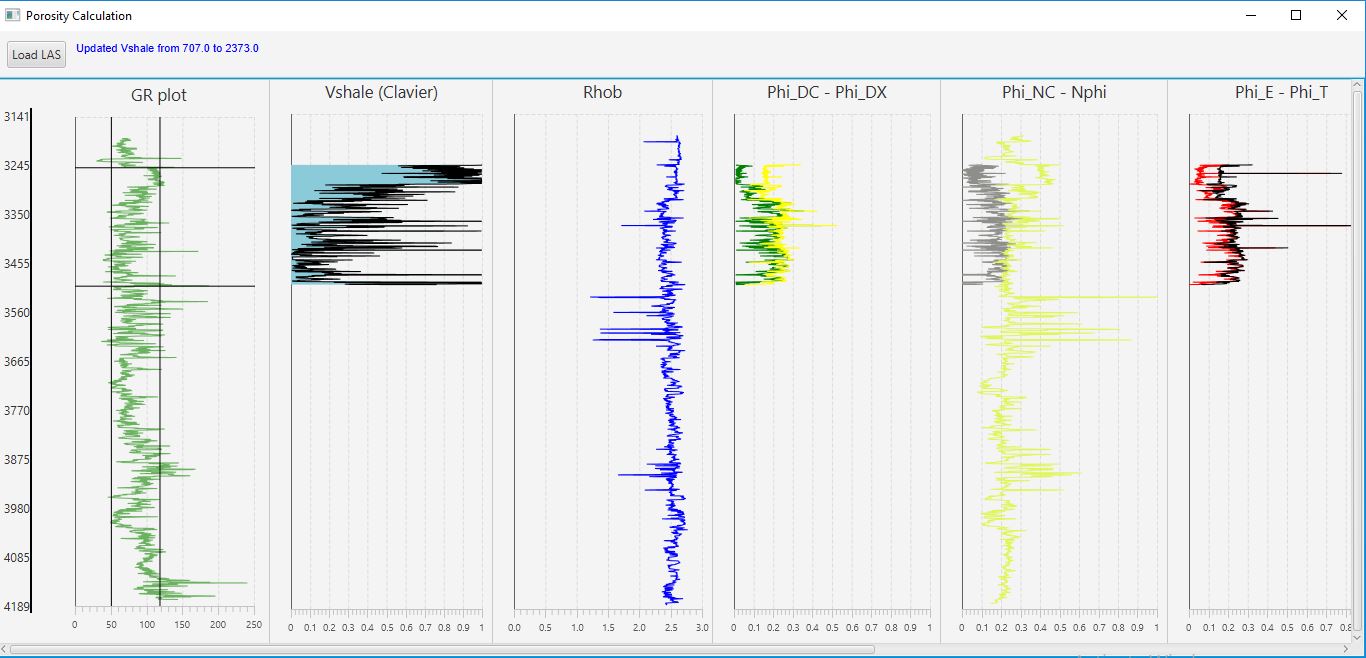 Porosity Calculation
Load LAS
Updated Vshale from 707.0 to 2373.0
GR plot
Vshale (Clavier)
Rhob
Phi_DC - Phi_DX
Phi_NC - Nphi
Phi_E - Phi_T
3141
3245
3350
3455
3560
3665
3770
3875
3980
4085
4189
0 50 100 150 200 250
0 0.1 0.2 0.3 0.4 0.5 0.6 0.7 0.8 0.9 1
0.0 0.5 1.0 1.5 2.0 2.5 3.0
0 0.1 0.2 0.3 0.4 0.5 0.6 0.7 0.8 0.9 1
0 0.1 0.2 0.3 0.4 0.5 0.6 0.7 0.8 0.9 1
0 0.1 0.2 0.3 0.4 0.5 0.6 0.7 0.8